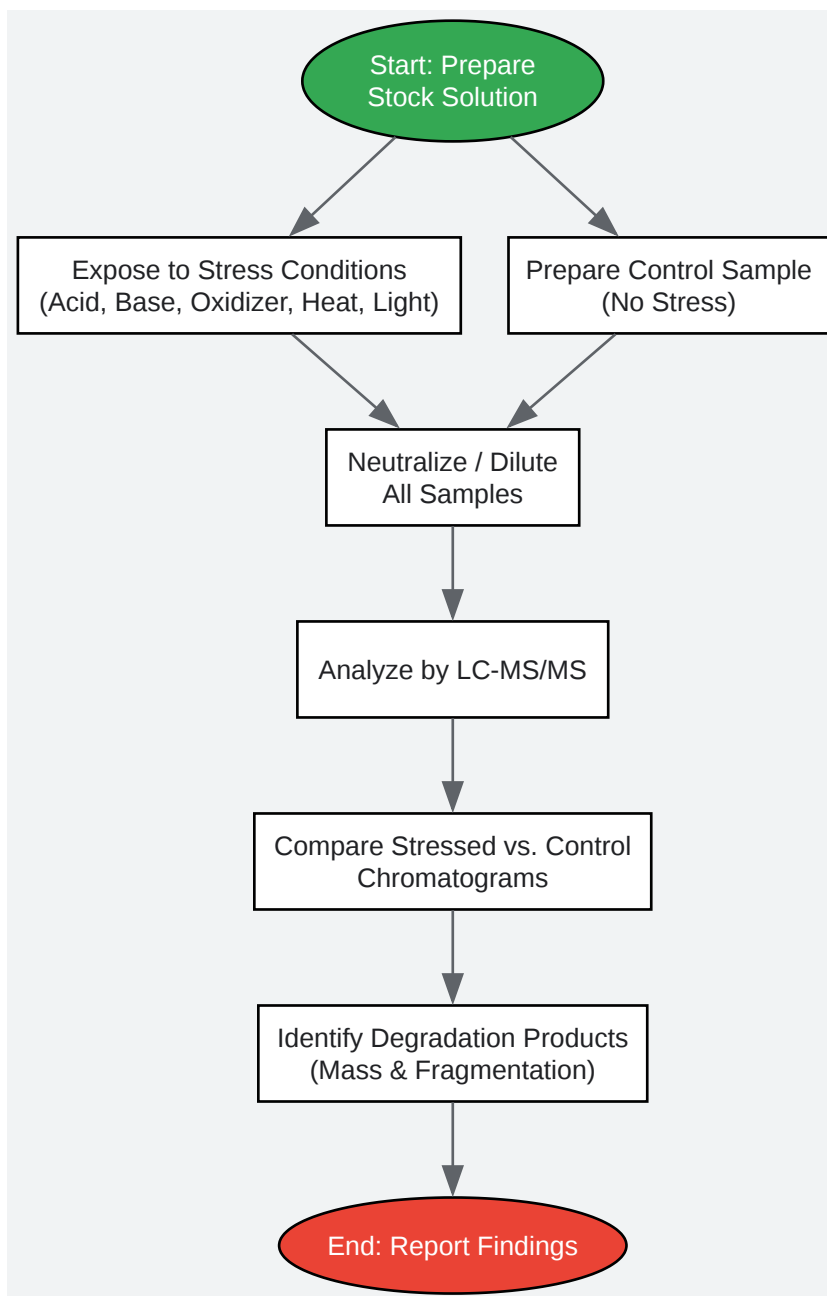 Start: Prepare
Stock Solution
Expose to Stress Conditions
(Acid, Base, Oxidizer, Heat, Light)
Prepare Control Sample
(No Stress)
Neutralize / Dilute
All Samples
Analyze by LC-MS/MS
Compare Stressed vs. Control
Chromatograms
Identify Degradation Products
(Mass & Fragmentation)
End: Report Findings